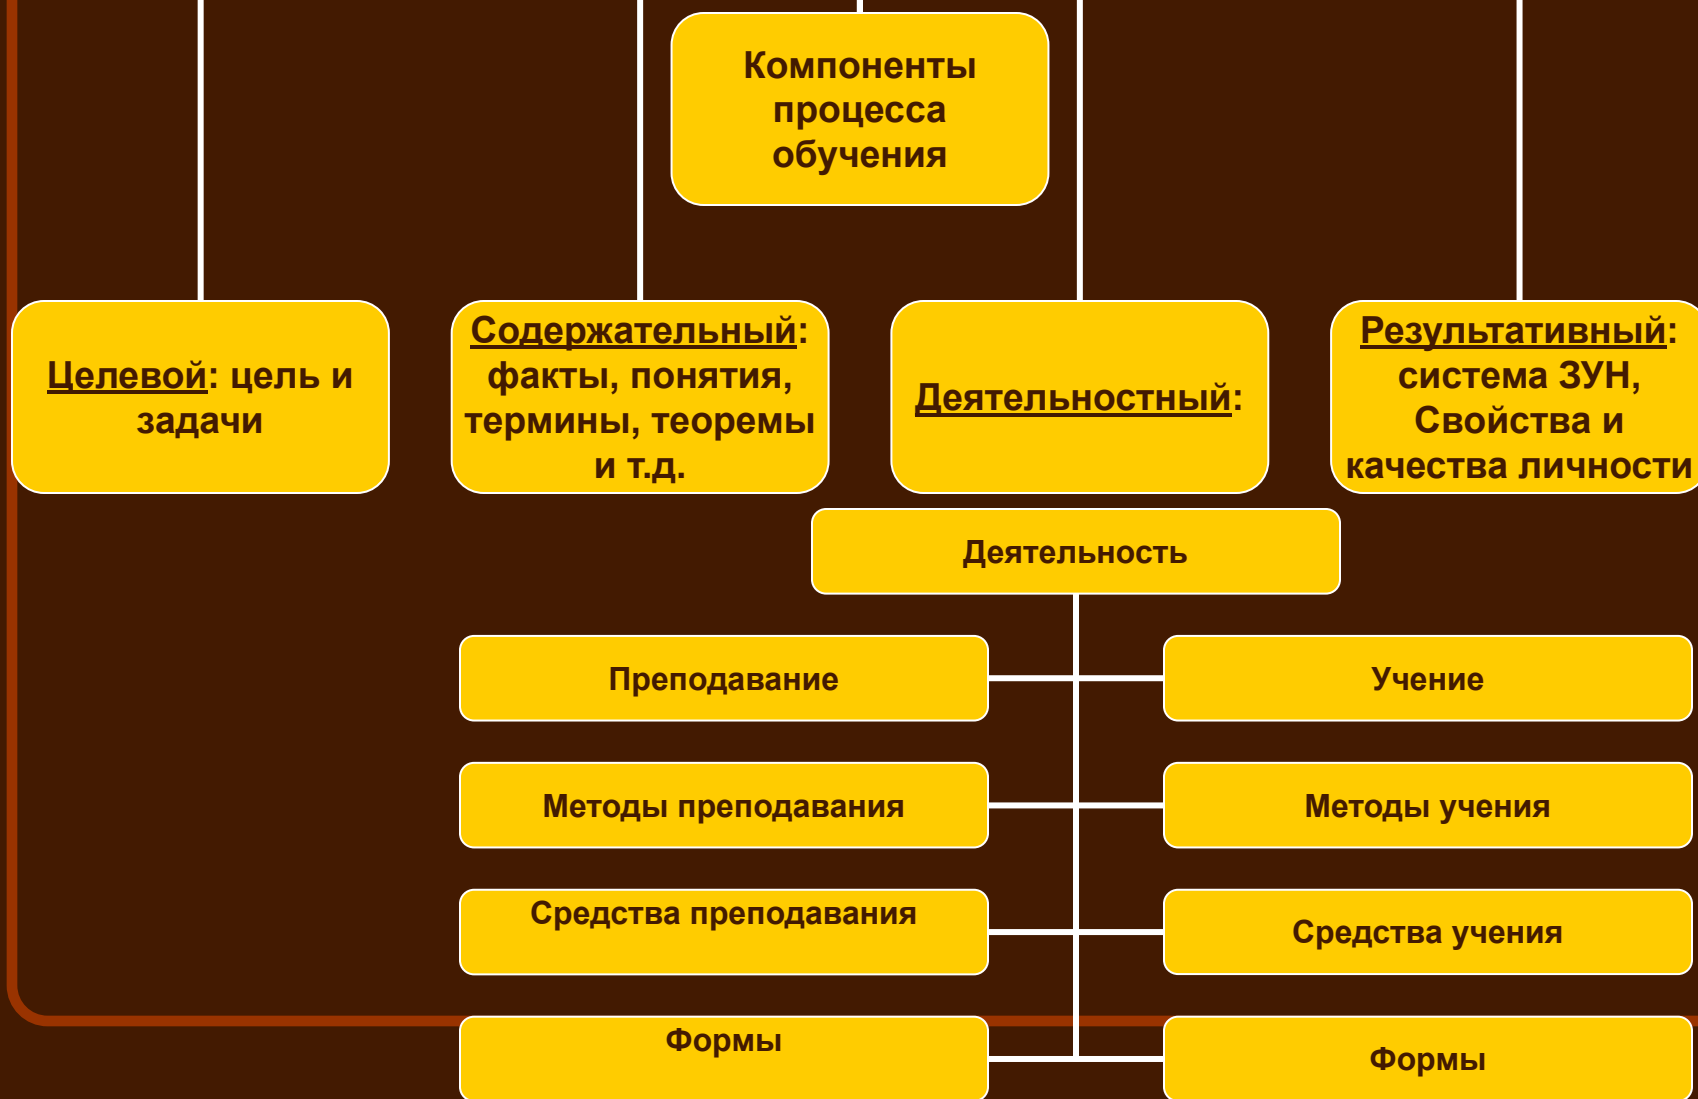 Компоненты
процесса
обучения
Целевой: цель и
задачи
Содержательный:
факты, понятия,
термины, теоремы
и т.д.
Деятельностный:
Результативный:
система ЗУН,
Свойства и
качества личности
Деятельность
Преподавание
Учение
Методы преподавания
Методы учения
Средства преподавания
Средства учения
Формы
Формы